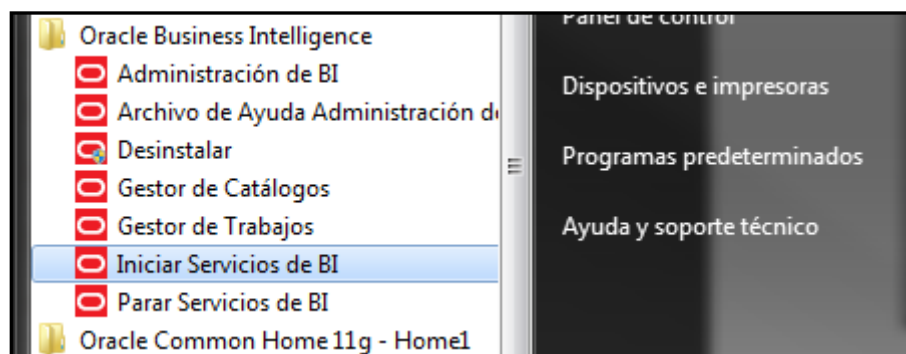 Oracle Business Intelligence
Administración de BI
Archivo de Ayuda Administración de
Desinstalar
Gestor de Catálogos
Gestor de Trabajos
Iniciar Servicios de BI
Parar Servicios de BI
Oracle Common Home 11g - Home1
Panel de control
Dispositivos e impresoras
Programas predeterminados
Ayuda y soporte técnico